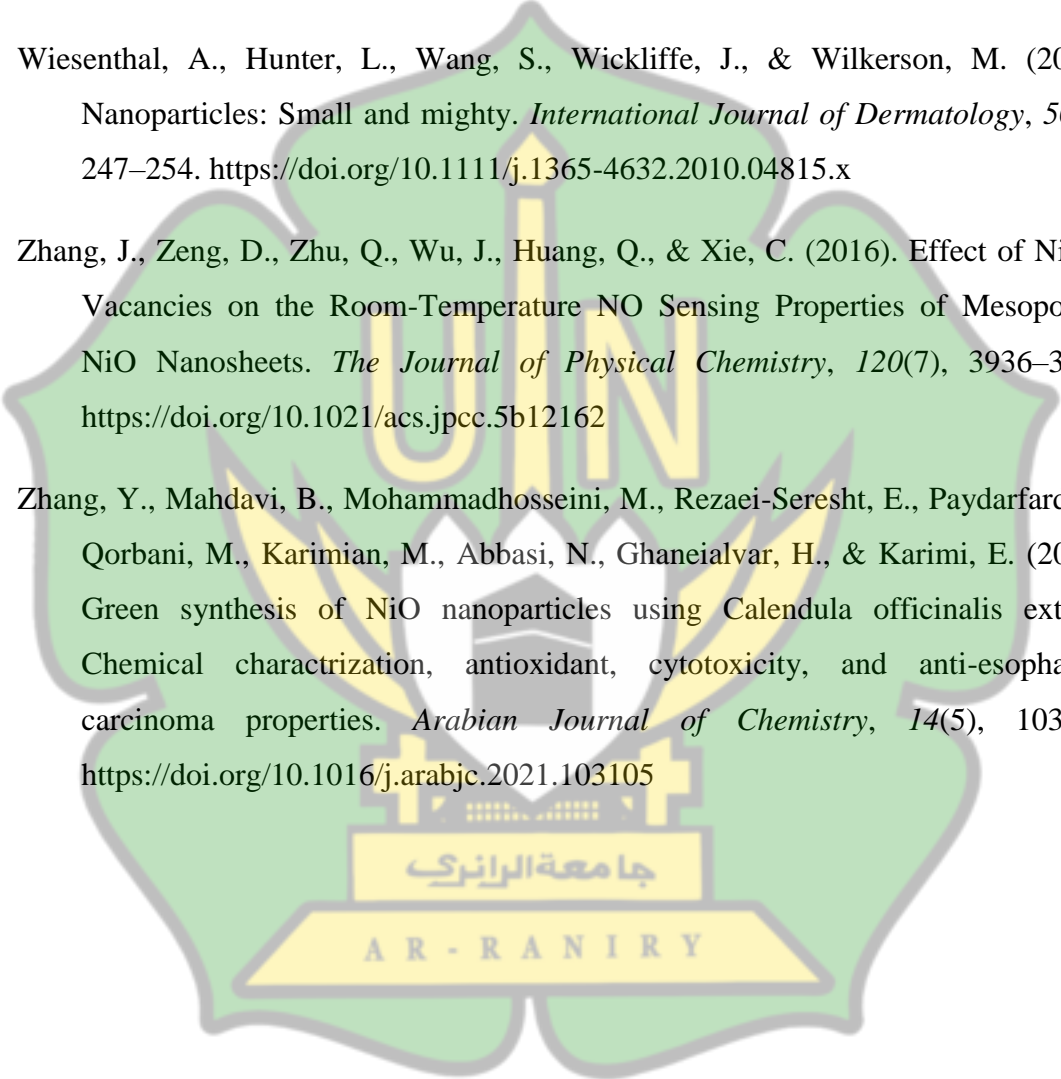 Wiesenthal, A., Hunter, L., Wang, S., Wickliffe, J., & Wilkerson, M. (20
Nanoparticles: Small and mighty. International Journal of Dermatology, 5
247–254. https://doi.org/10.1111/j.1365-4632.2010.04815.x
Zhang, J., Zeng, D., Zhu, Q., Wu, J., Huang, Q., & Xie, C. (2016). Effect of Ni
Vacancies on the Room-Temperature NO Sensing Properties of Mesopo
NiO Nanosheets. The Journal of Physical Chemistry, 120(7), 3936–3
https://doi.org/10.1021/acs.jpcc.5b12162
UIN
Zhang, Y., Mahdavi, B., Mohammadhosseini, M., Rezaei-Seresht, E., Paydarfard
Qorbani, M., Karimian, M., Abbasi, N., Ghaneialvar, H., & Karimi, E. (20
Green synthesis of NiO nanoparticles using Calendula officinalis ext
Chemical charactrization, antioxidant, cytotoxicity, and anti-esopha
carcinoma properties. Arabian Journal of Chemistry, 14(5), 103
https://doi.org/10.1016/j.arabjc.2021.103105
جامعة الرانري
AR-RANIRY